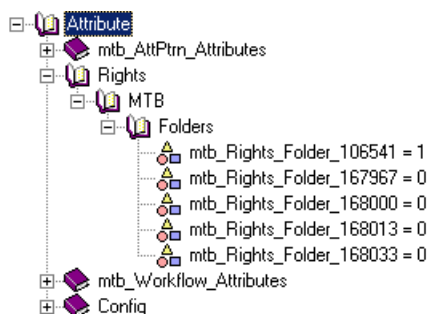 Attribute
mtb_AttPtrn_Attributes
Rights
MTB
Folders
mtb_Rights_Folder_106541 = 1
mtb_Rights_Folder_167967 = 0
mtb_Rights_Folder_168000 = 0
mtb_Rights_Folder_168013 = 0
mtb_Rights_Folder_168033 = 0
mtb_Workflow_Attributes
Config